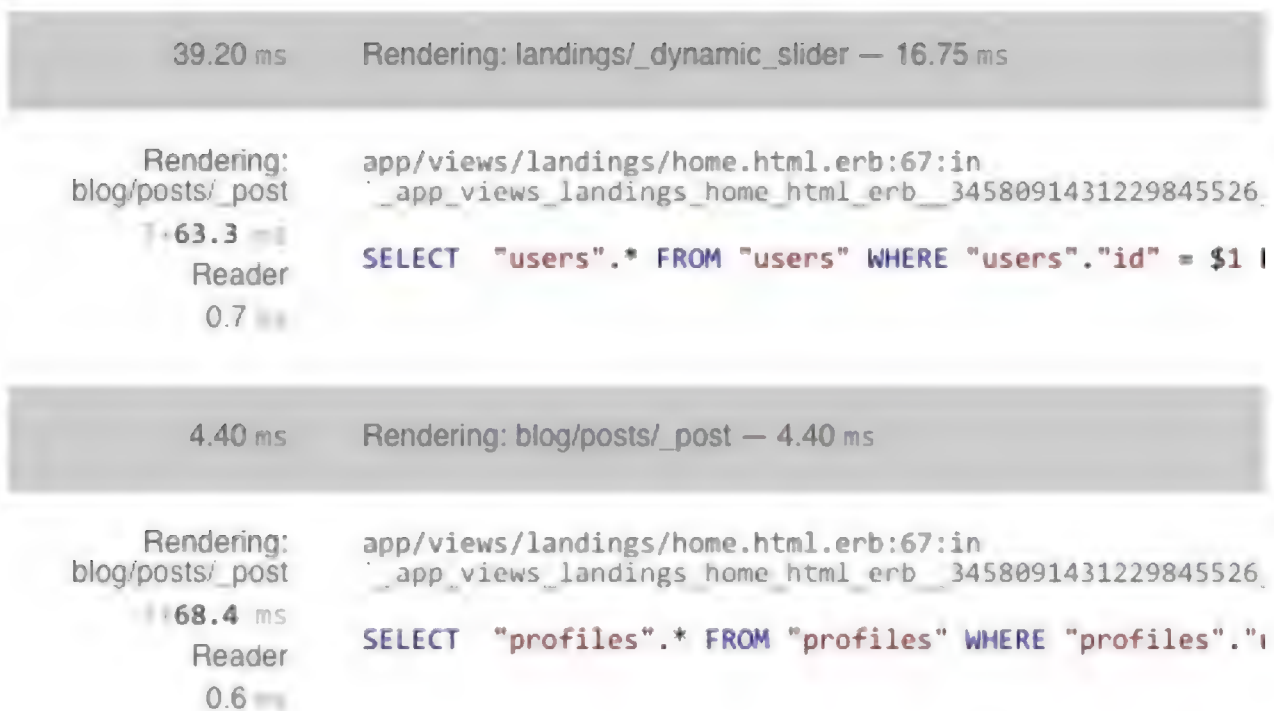 39.20 ms Rendering: landings/_dynamic_slider — 16.75 ms
Rendering: app/views/landings/home.html.erb:67:in
blog/posts/_post `_app_views_landings_home_html_erb__3458091431229845526_
63.3
SELECT "users".* FROM "users" WHERE "users"."id" = $1
Reader
0.7
4.40 ms Rendering: blog/posts/_post — 4.40 ms
Rendering: app/views/landings/home.html.erb:67:in
blog/posts/_post `_app_views_landings_home_html_erb__3458091431229845526_
68.4 ms
SELECT "profiles".* FROM "profiles" WHERE "profiles"."
Reader
0.6